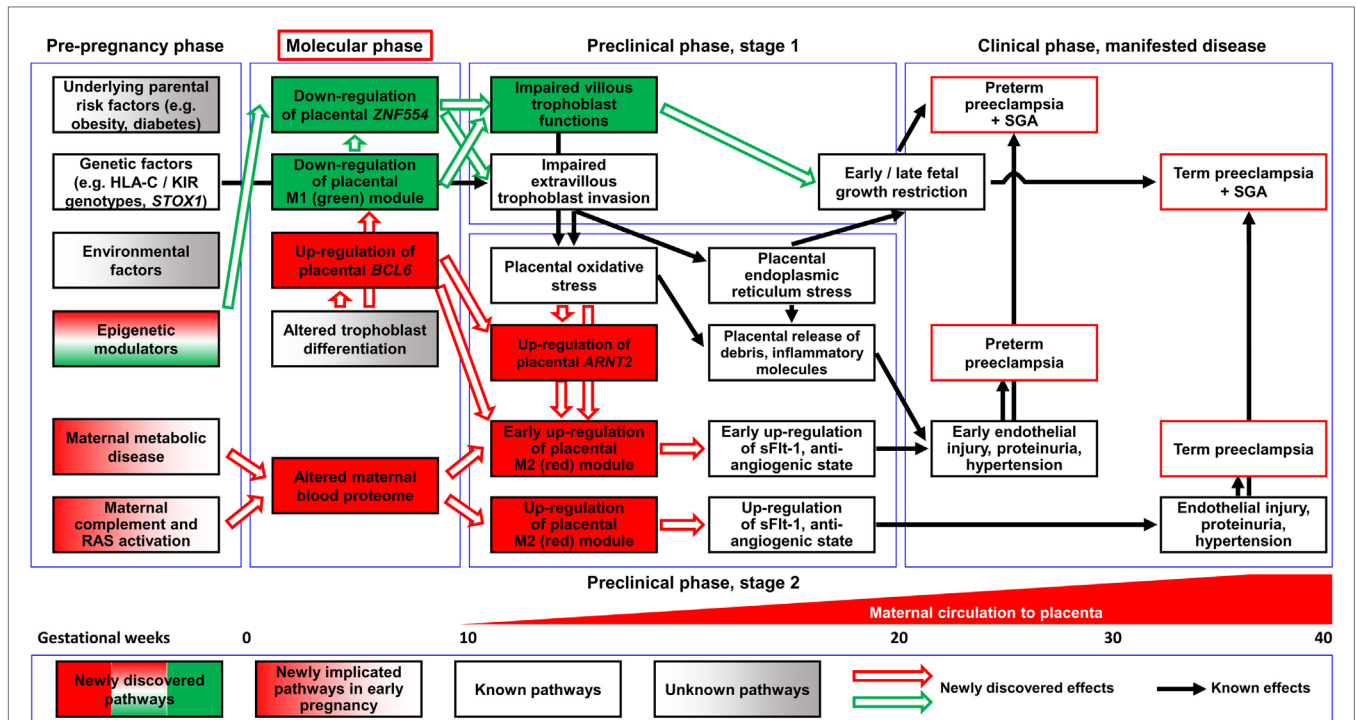 Pre-pregnancy phase
Molecular phase
Preclinical phase, stage 1
Clinical phase, manifested disease
Underlying parental
risk factors (e.g.
obesity, diabetes)
Genetic factors
(e.g. HLA-C / KIR
genotypes, STOX1)
Environmental
factors
Epigenetic
modulators
Maternal metabolic
disease
Maternal
complement and
RAS activation
Down-regulation
of placental ZNF554
Down-regulation
of placental
M1 (green) module
Up-regulation of
placental BCL6
Altered trophoblast
differentiation
Altered maternal
blood proteome
Impaired villous
trophoblast
functions
Impaired
extravillous
trophoblast invasion
Placental oxidative
stress
Up-regulation of
placental ARNT2
Early up-regulation
of placental
M2 (red) module
Up-regulation
of placental
M2 (red) module
Placental
endoplasmic
reticulum stress
Placental release of
debris, inflammatory
molecules
Early up-regulation
of sFlt-1, anti-
angiogenic state
Up-regulation
of sFlt-1, anti-
angiogenic state
Early / late fetal
growth restriction
Preterm
preeclampsia
+ SGA
Preterm
preeclampsia
Early endothelial
injury, proteinuria,
hypertension
Term preeclampsia
+ SGA
Term preeclampsia
Endothelial injury,
proteinuria,
hypertension
Preclinical phase, stage 2
Maternal circulation to placenta
Gestational weeks 0 10 20 30 40
Newly discovered
pathways
Newly implicated
pathways in early
pregnancy
Known pathways
Unknown pathways
Newly discovered effects
Known effects